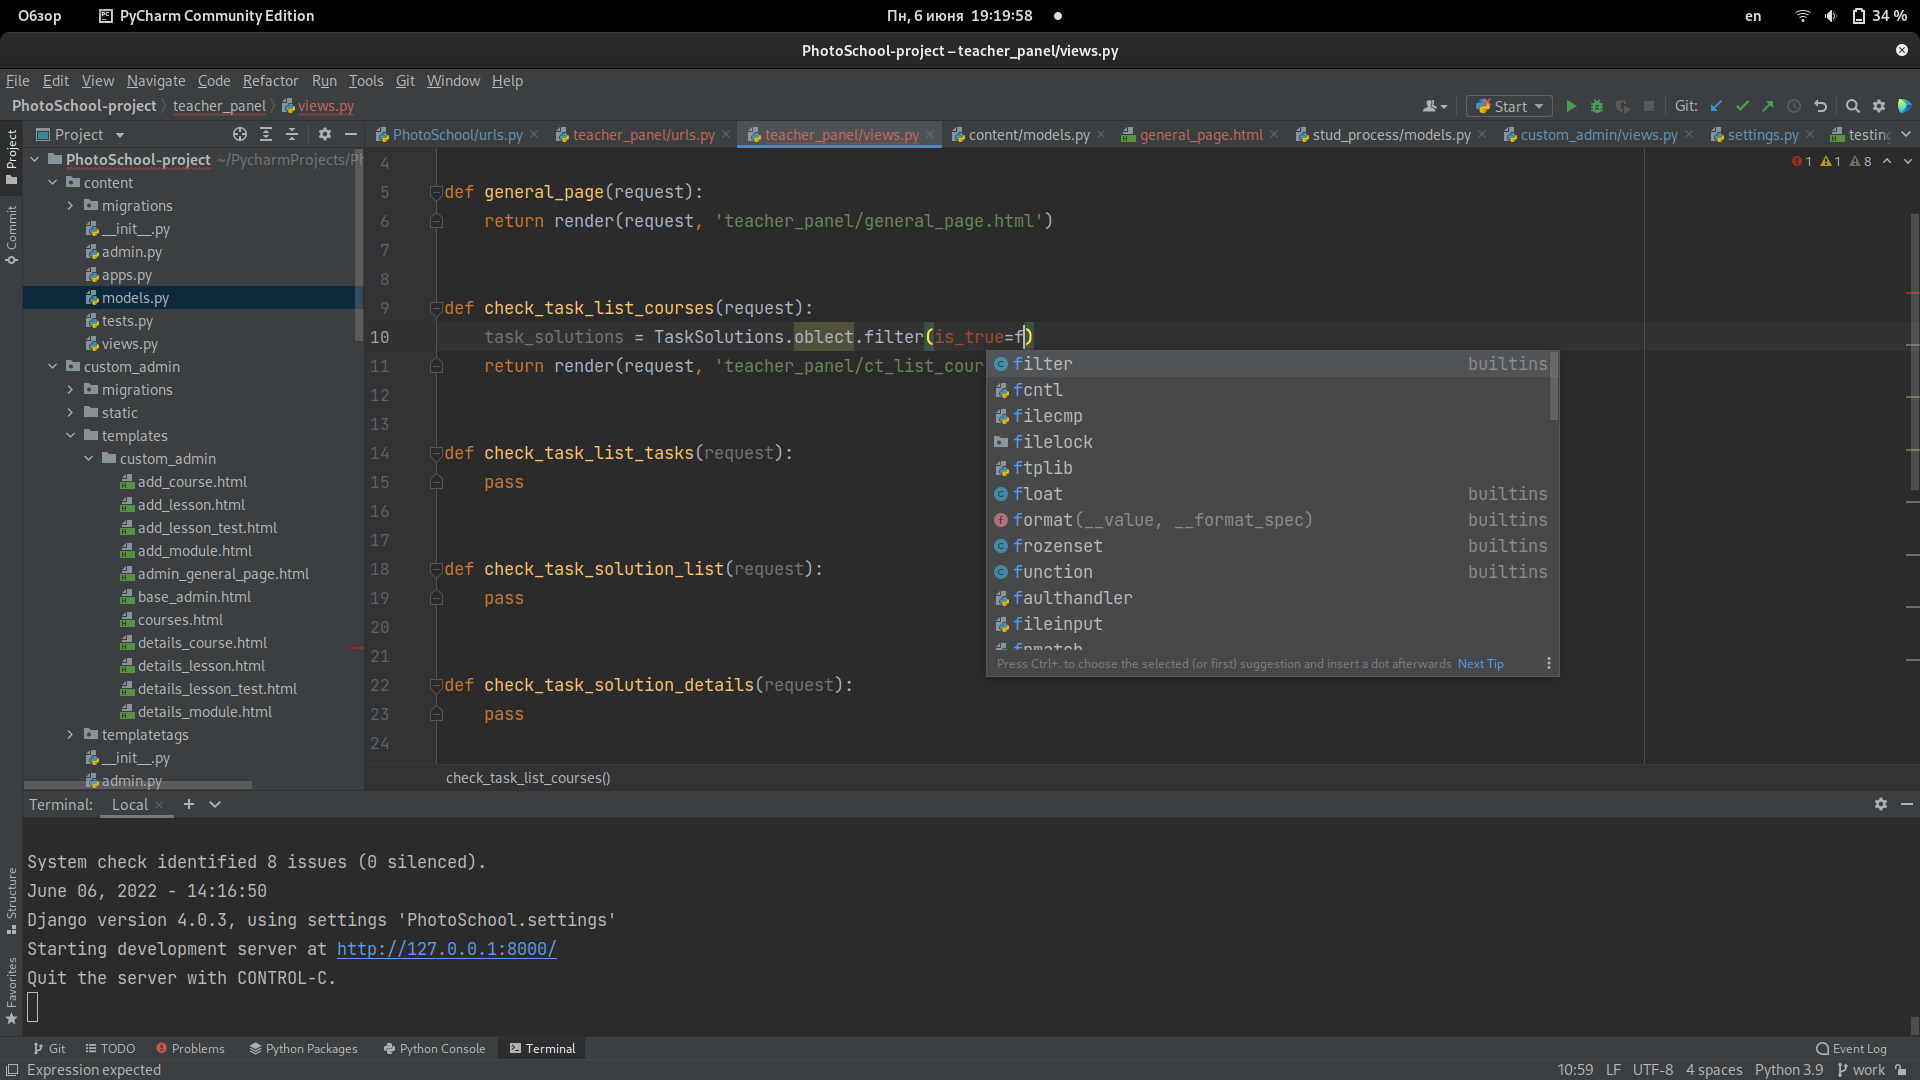 Обзор
PyCharm Community Edition
Пн, 6 июня 19:19:58
en
34 %
PhotoSchool-project – teacher_panel/views.py
File Edit View Navigate Code Refactor Run Tools Git Window Help
PhotoSchool-project teacher_panel views.py
Start
Git:
Project
PhotoSchool/urls.py
teacher_panel/urls.py
teacher_panel/views.py
content/models.py
general_page.html
stud_process/models.py
custom_admin/views.py
settings.py
testing
Project
Commit
Structure
Favorites
PhotoSchool-project ~/PycharmProjects/Ph
content
migrations
__init__.py
admin.py
apps.py
models.py
tests.py
views.py
custom_admin
migrations
static
templates
custom_admin
add_course.html
add_lesson.html
add_lesson_test.html
add_module.html
admin_general_page.html
base_admin.html
courses.html
details_course.html
details_lesson.html
details_lesson_test.html
details_module.html
templatetags
__init__.py
admin.py
1 1 8
4
5 def general_page(request):
6 return render(request, 'teacher_panel/general_page.html')
7
8
9 def check_task_list_courses(request):
10 task_solutions = TaskSolutions.oblect.filter(is_true=f)
11 return render(request, 'teacher_panel/ct_list_cour
12
13
14 def check_task_list_tasks(request):
15 pass
16
17
18 def check_task_solution_list(request):
19 pass
20
21
22 def check_task_solution_details(request):
23 pass
24
filter builtins
fcntl
filecmp
filelock
ftplib
float builtins
format(__value, __format_spec) builtins
frozenset builtins
function builtins
faulthandler
fileinput
fnmatch
Press Ctrl+. to choose the selected (or first) suggestion and insert a dot afterwards Next Tip
check_task_list_courses()
Terminal: Local
System check identified 8 issues (0 silenced).
June 06, 2022 - 14:16:50
Django version 4.0.3, using settings 'PhotoSchool.settings'
Starting development server at http://127.0.0.1:8000/
Quit the server with CONTROL-C.
Git TODO Problems Python Packages Python Console Terminal
Event Log
Expression expected
10:59 LF UTF-8 4 spaces Python 3.9 work